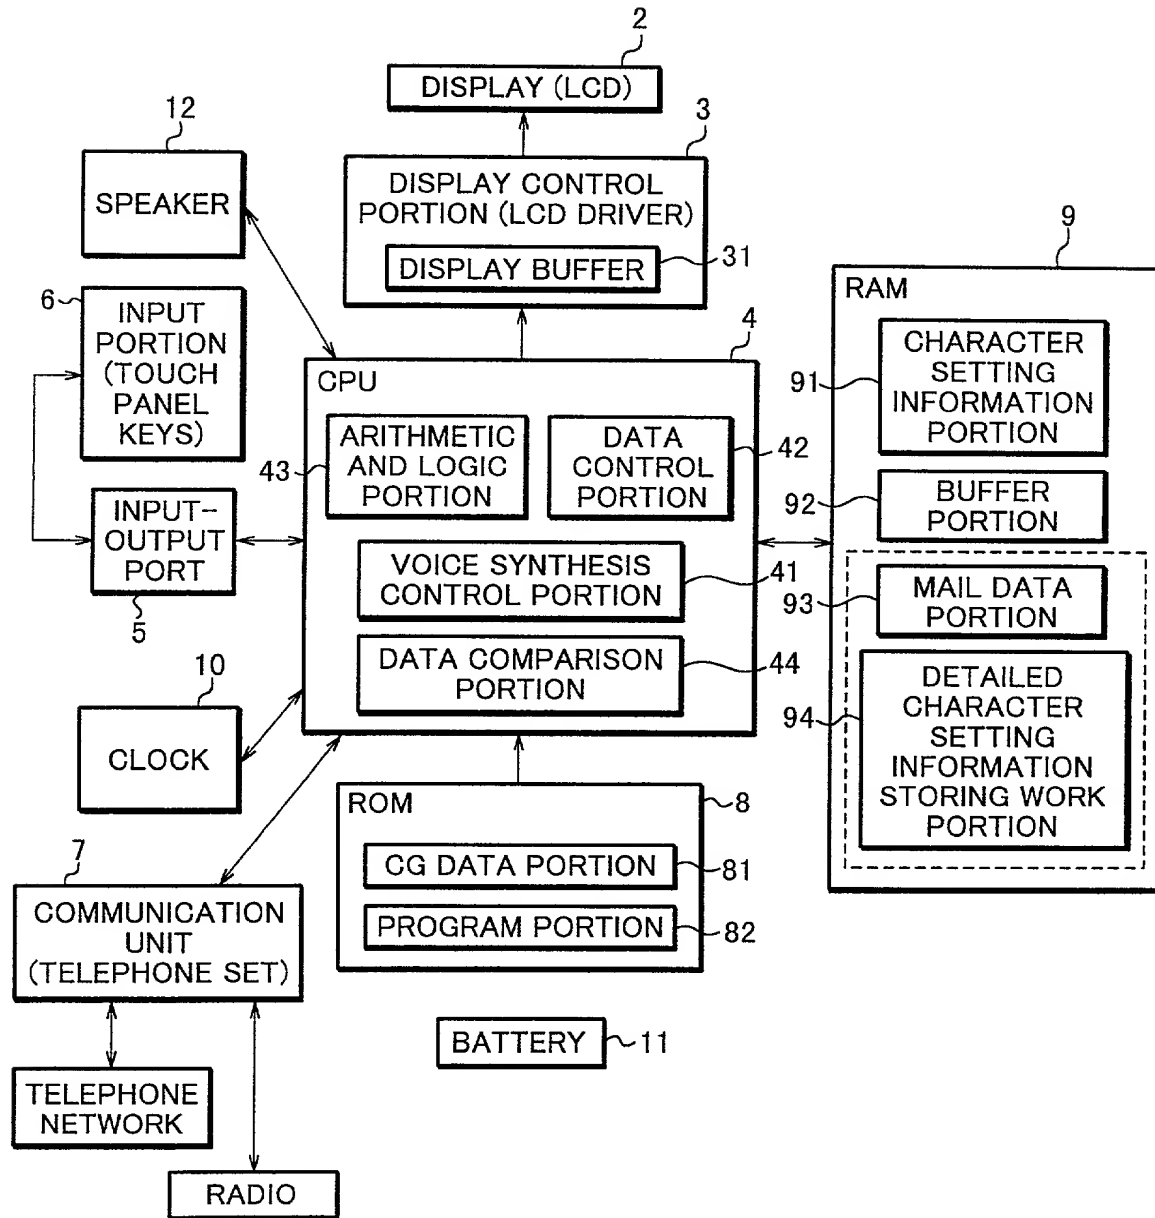 2
DISPLAY (LCD)
12
SPEAKER
3
DISPLAY CONTROL
PORTION (LCD DRIVER)
DISPLAY BUFFER
31
6
INPUT
PORTION
(TOUCH
PANEL
KEYS)
INPUT-
OUTPUT
PORT
5
4
CPU
43
ARITHMETIC
AND LOGIC
PORTION
DATA
CONTROL
PORTION
42
VOICE SYNTHESIS
CONTROL PORTION
41
DATA COMPARISON
PORTION
44
9
RAM
91
CHARACTER
SETTING
INFORMATION
PORTION
92
BUFFER
PORTION
93
MAIL DATA
PORTION
94
DETAILED
CHARACTER
SETTING
INFORMATION
STORING WORK
PORTION
10
CLOCK
ROM
8
CG DATA PORTION
81
PROGRAM PORTION
82
7
COMMUNICATION
UNIT
(TELEPHONE SET)
BATTERY
11
TELEPHONE
NETWORK
RADIO